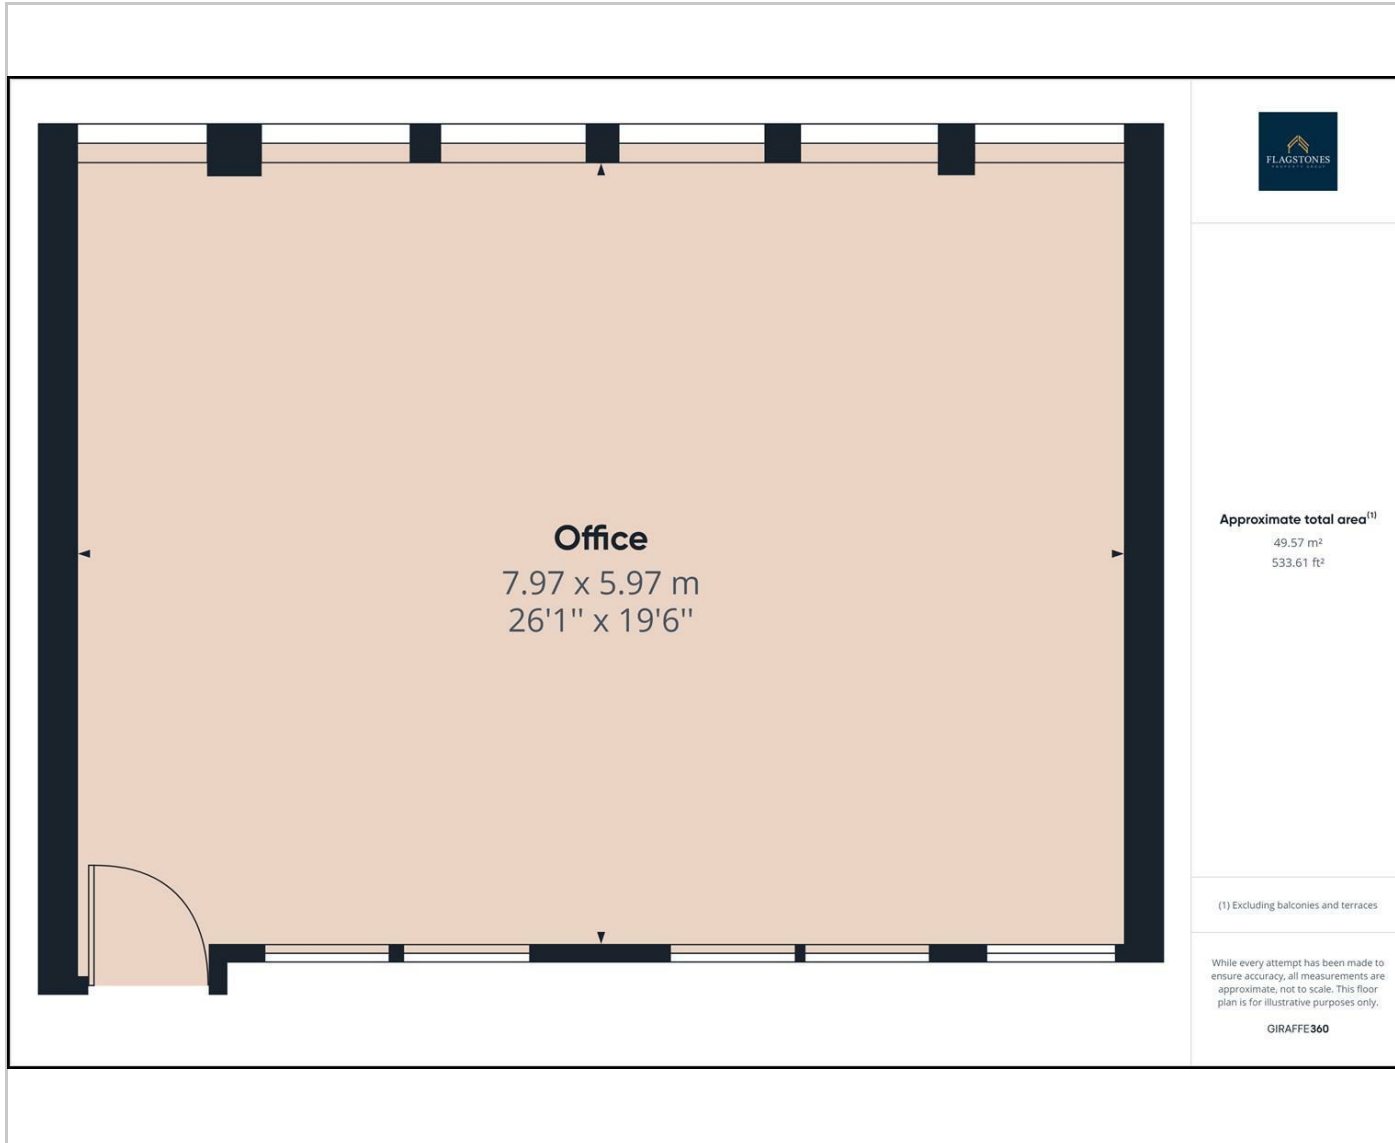 FLAGSTONES
PROPERTY GROUP
Office
7.97 x 5.97 m
26'1" x 19'6"
Approximate total area(1)
49.57 m²
533.61 ft²
(1) Excluding balconies and terraces
While every attempt has been made to
ensure accuracy, all measurements are
approximate, not to scale. This floor
plan is for illustrative purposes only.
GIRAFFE360